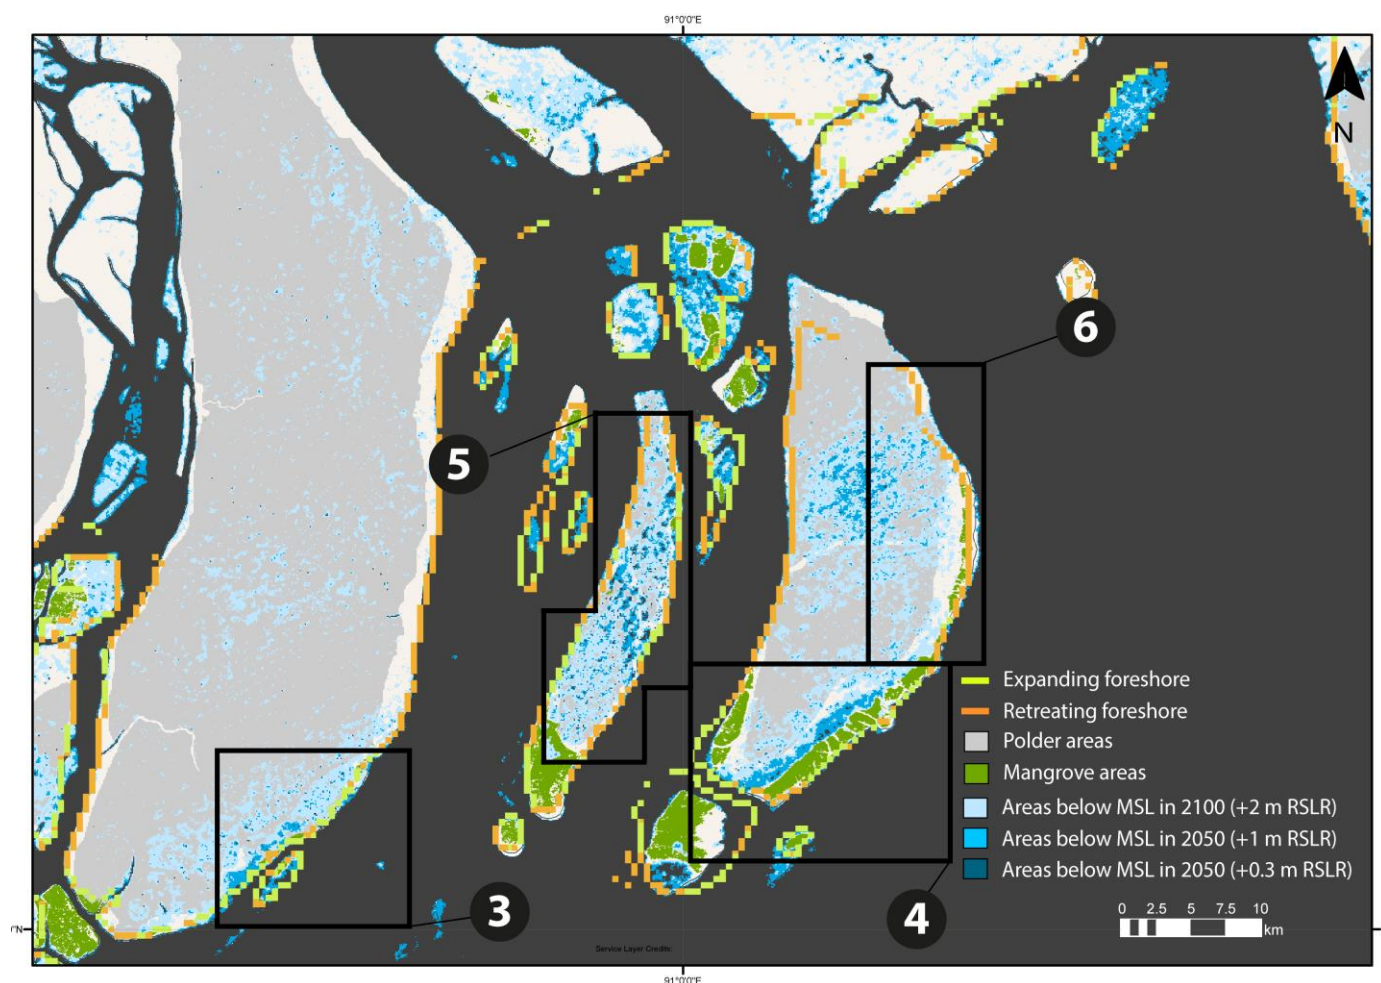 91°0'0"E
N
6
5
Expanding foreshore
Retreating foreshore
Polder areas
Mangrove areas
Areas below MSL in 2100 (+2 m RSLR)
Areas below MSL in 2050 (+1 m RSLR)
Areas below MSL in 2050 (+0.3 m RSLR)
3
4
0 2.5 5 7.5 10
km
"N
Service Layer Credits:
91°0'0"E